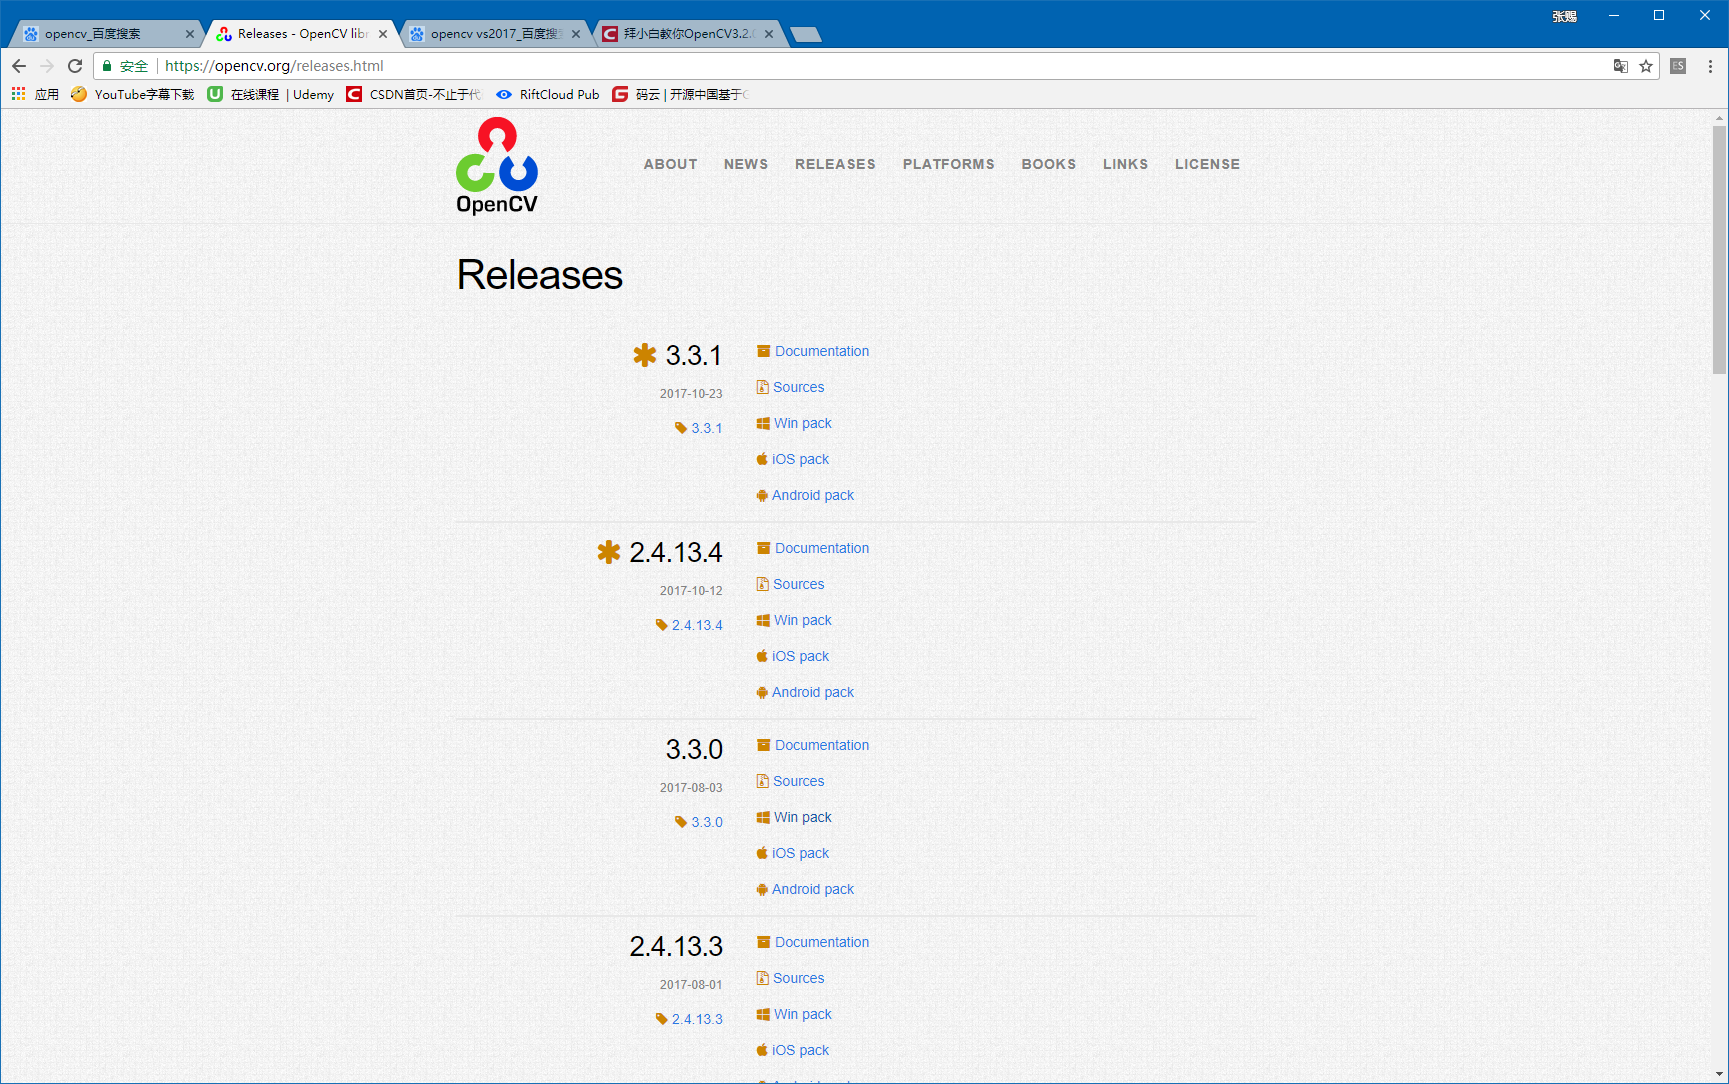 张赐
opencv_百度搜索
Releases - OpenCV libr
opencv vs2017_百度搜
拜小白教你OpenCV3.2.
安全 https://opencv.org/releases.html
ES
应用 YouTube字幕下载 在线课程 | Udemy CSDN首页-不止于代 RiftCloud Pub 码云 | 开源中国基于
OpenCV
ABOUT NEWS RELEASES PLATFORMS BOOKS LINKS LICENSE
Releases
3.3.1
2017-10-23
3.3.1
Documentation
Sources
Win pack
iOS pack
Android pack
2.4.13.4
2017-10-12
2.4.13.4
Documentation
Sources
Win pack
iOS pack
Android pack
3.3.0
2017-08-03
3.3.0
Documentation
Sources
Win pack
iOS pack
Android pack
2.4.13.3
2017-08-01
2.4.13.3
Documentation
Sources
Win pack
iOS pack